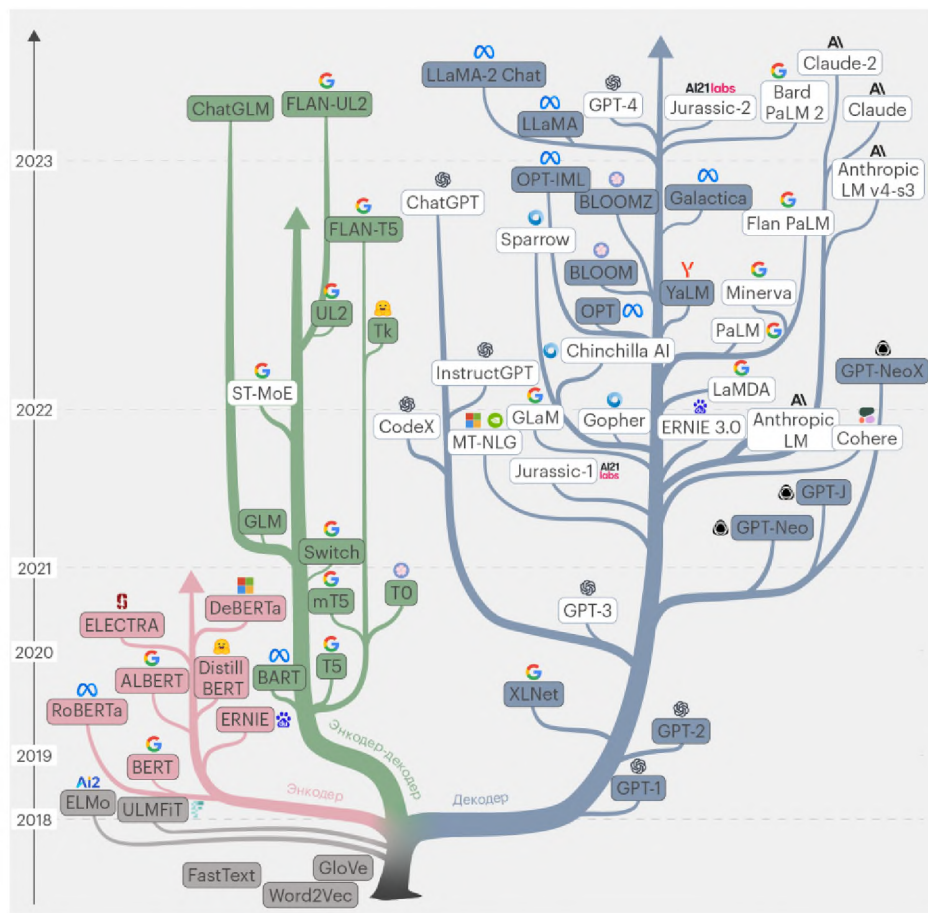 LLaMA-2 Chat
GPT-4
AI21labs
Jurassic-2
Bard
PaLM 2
A\
Claude-2
A\
Claude
ChatGLM
FLAN-UL2
LLaMA
2023
OPT-IML
BLOOMZ
Galactica
A\
Anthropic
LM v4-s3
ChatGPT
FLAN-T5
Sparrow
Flan PaLM
BLOOM
YaLM
Minerva
UL2
Tk
OPT
PaLM
Chinchilla AI
InstructGPT
GPT-NeoX
ST-MoE
LaMDA
2022
CodeX
MT-NLG
GLaM
Gopher
ERNIE 3.0
A\
Anthropic
LM
Cohere
Jurassic-1
AI21
labs
GPT-J
GLM
Switch
GPT-Neo
2021
DeBERTa
mT5
T0
GPT-3
ELECTRA
2020
ALBERT
Distill
BERT
BART
T5
XLNet
RoBERTa
ERNIE
GPT-2
2019
BERT
Энкодер-декодер
GPT-1
Ai2
ELMo
ULMFiT
Энкодер
Декодер
2018
FastText
GloVe
Word2Vec